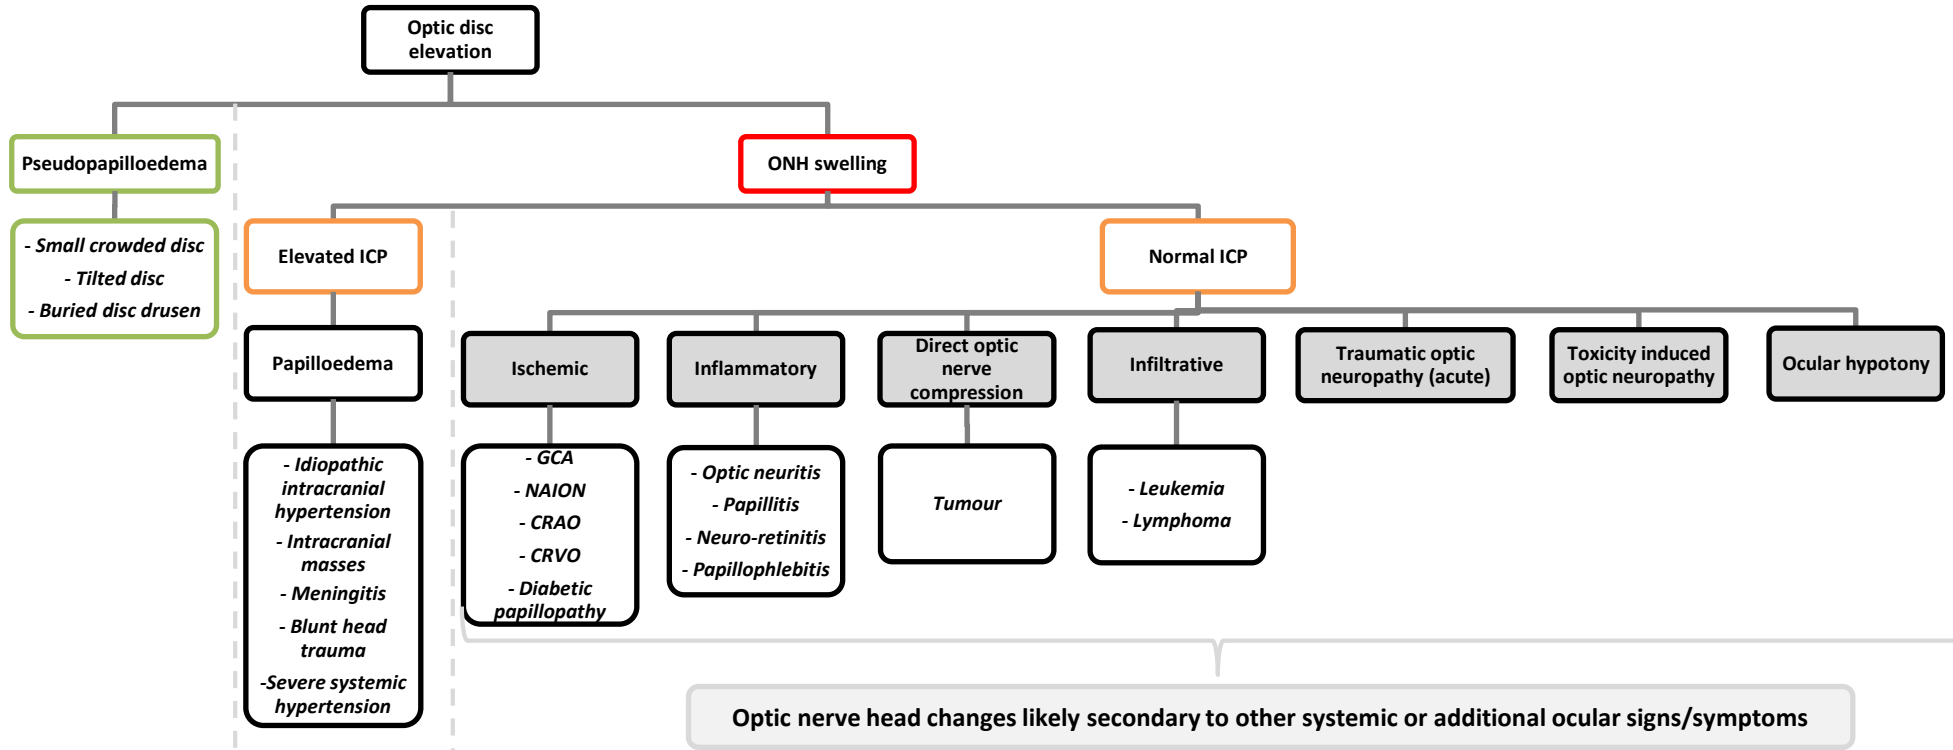 Optic disc
elevation
Pseudopapilloedema
ONH swelling
- Small crowded disc
- Tilted disc
- Buried disc drusen
Elevated ICP
Normal ICP
Papilloedema
Ischemic
Inflammatory
Direct optic
nerve
compression
Infiltrative
Traumatic optic
neuropathy (acute)
Toxicity induced
optic neuropathy
Ocular hypotony
- Idiopathic
intracranial
hypertension
- Intracranial
masses
- Meningitis
- Blunt head
trauma
-Severe systemic
hypertension
- GCA
- NAION
- CRAO
- CRVO
- Diabetic
papillopathy
- Optic neuritis
- Papillitis
- Neuro-retinitis
- Papillophlebitis
Tumour
- Leukemia
- Lymphoma
Optic nerve head changes likely secondary to other systemic or additional ocular signs/symptoms